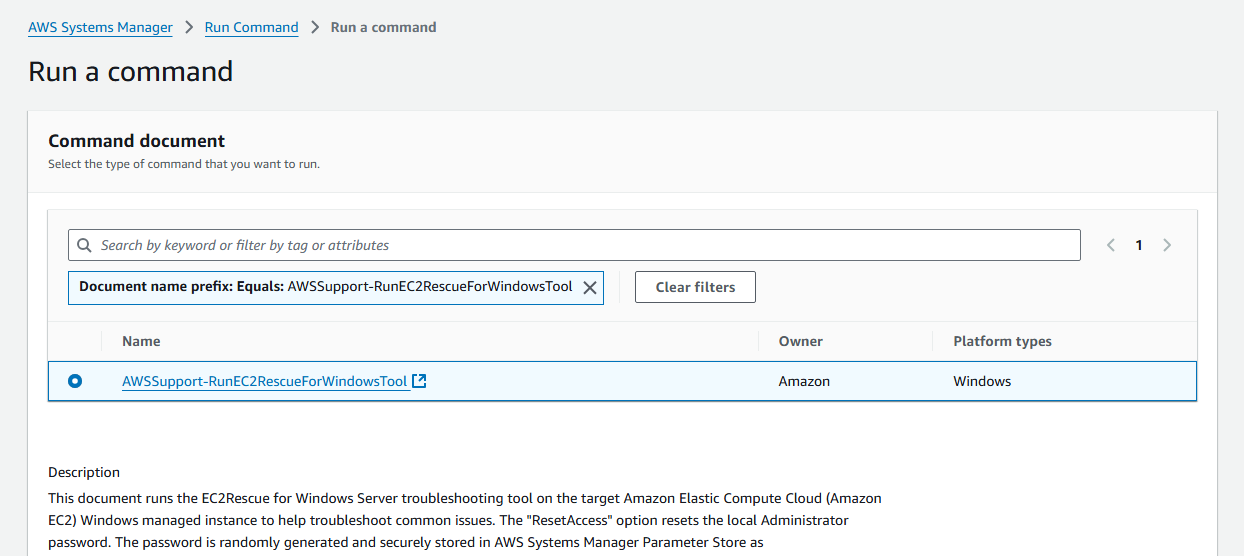 AWS Systems Manager > Run Command > Run a command
Run a command
Command document
Select the type of command that you want to run.
Search by keyword or filter by tag or attributes
1
Document name prefix: Equals: AWSSupport-RunEC2RescueForWindowsTool
Clear filters
Name Owner Platform types
AWSSupport-RunEC2RescueForWindowsTool Amazon Windows
Description
This document runs the EC2Rescue for Windows Server troubleshooting tool on the target Amazon Elastic Compute Cloud (Amazon
EC2) Windows managed instance to help troubleshoot common issues. The "ResetAccess" option resets the local Administrator
password. The password is randomly generated and securely stored in AWS Systems Manager Parameter Store as